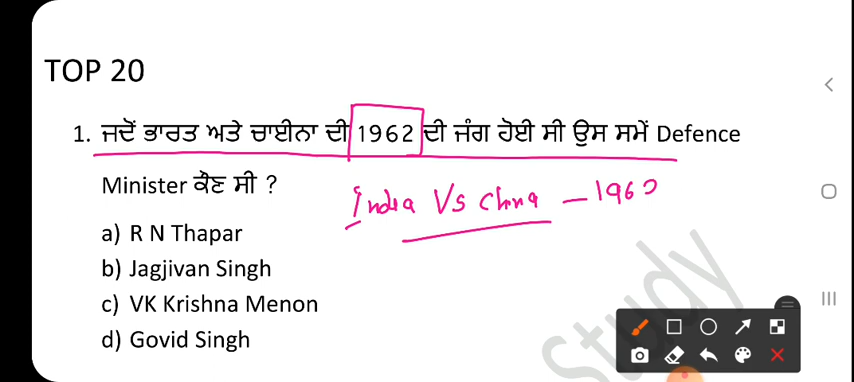 TOP 20
1. ਜਦੋਂ ਭਾਰਤ ਅਤੇ ਚਾਈਨਾ ਦੀ 1962 ਦੀ ਜੰਗ ਹੋਈ ਸੀ ਉਸ ਸਮੇਂ Defence
Minister ਕੌਣ ਸੀ ?
India Vs China – 1962
a) R N Thapar
b) Jagjivan Singh
c) VK Krishna Menon
d) Govid Singh
Study